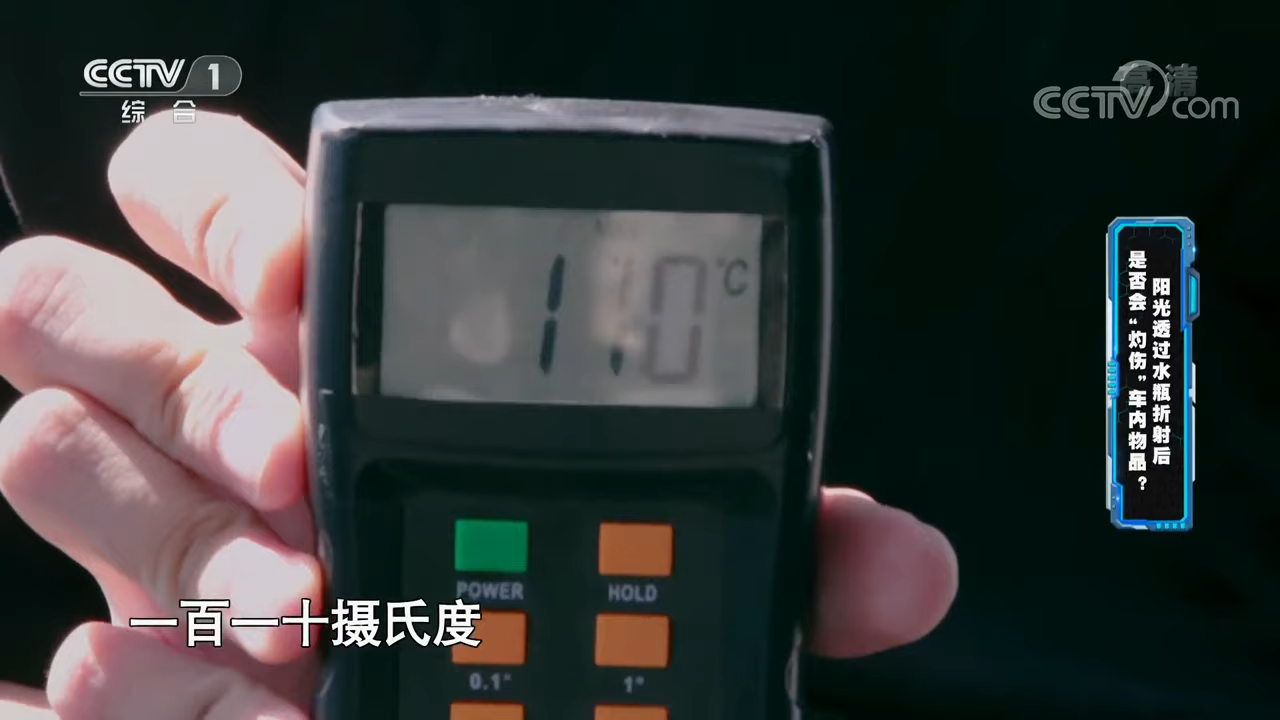 CCTV 1
综合
高清
CCTV.com
110
°C
阳光透过水瓶折射后
是否会“灼伤”车内物品？
POWER
HOLD
一百一十摄氏度
0.1°
1°